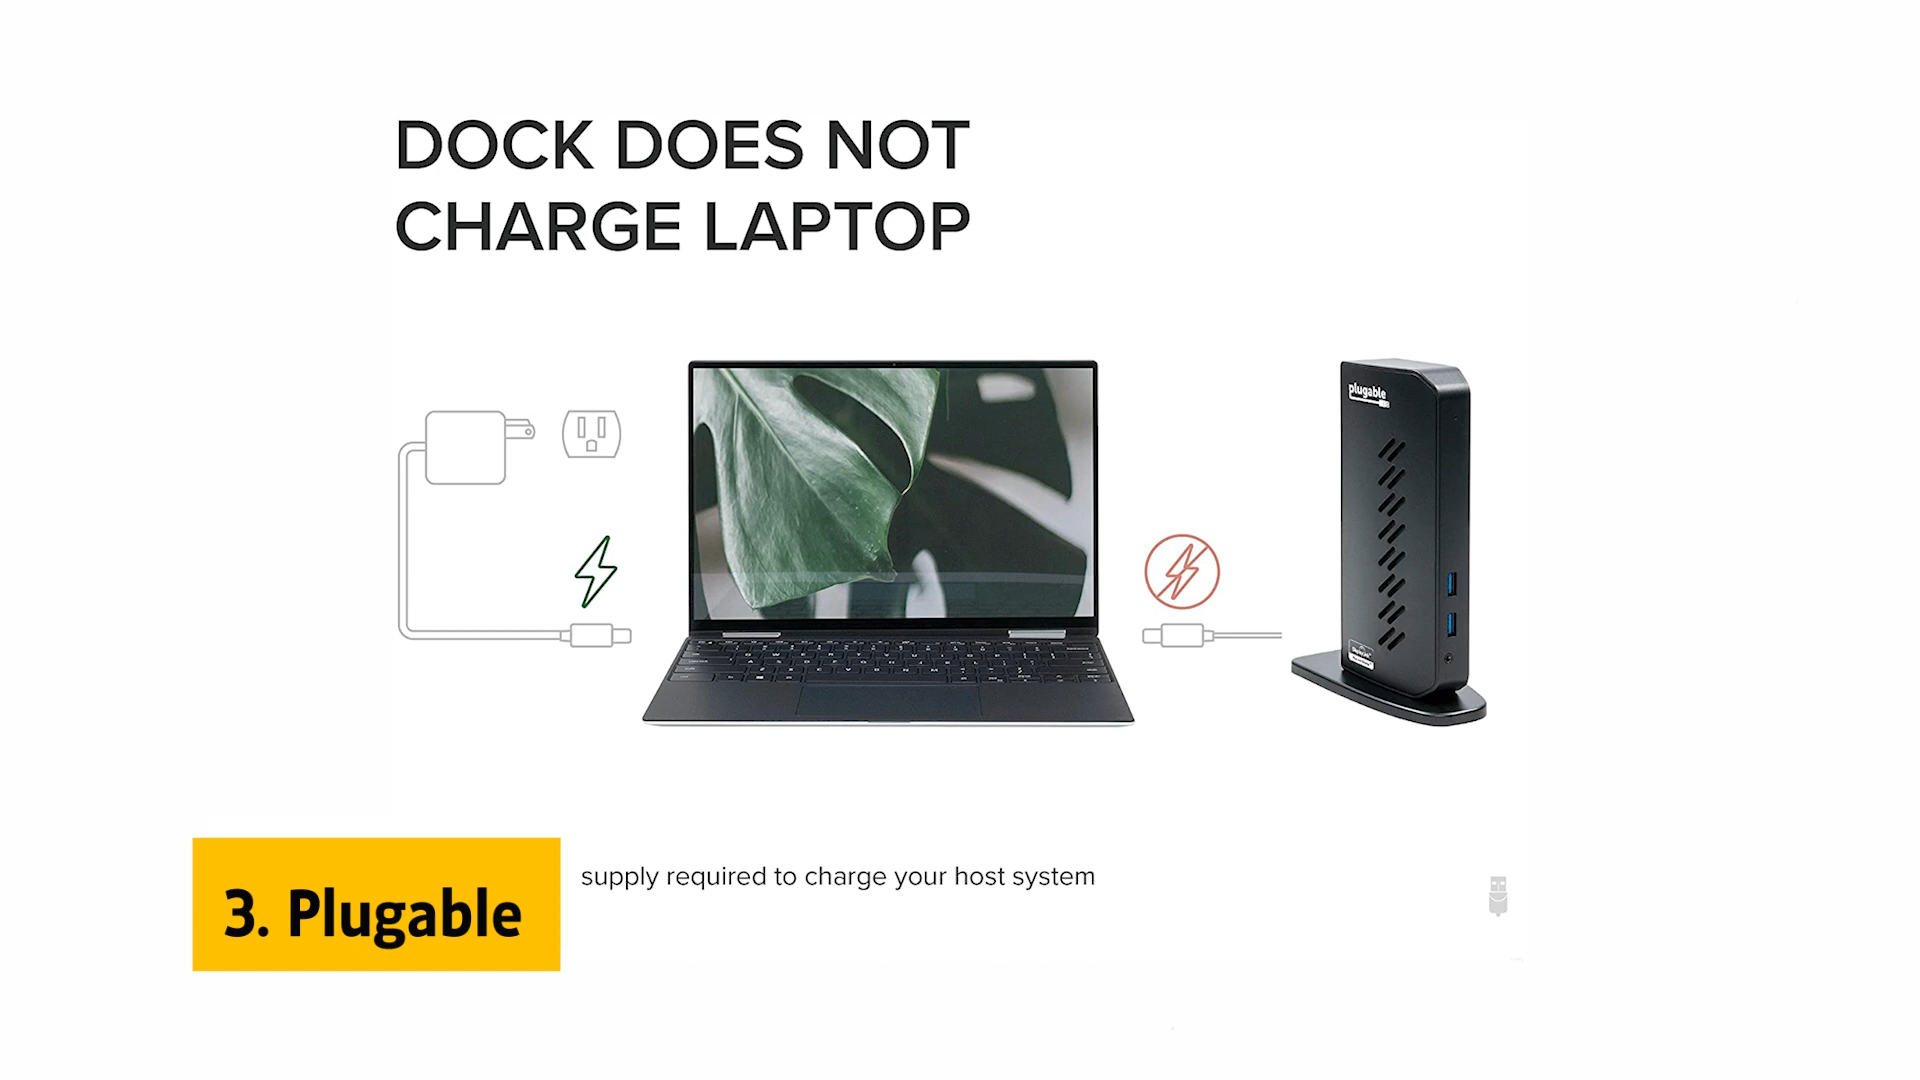 DOCK DOES NOT
CHARGE LAPTOP
plugable
supply required to charge your host system
3. Plugable